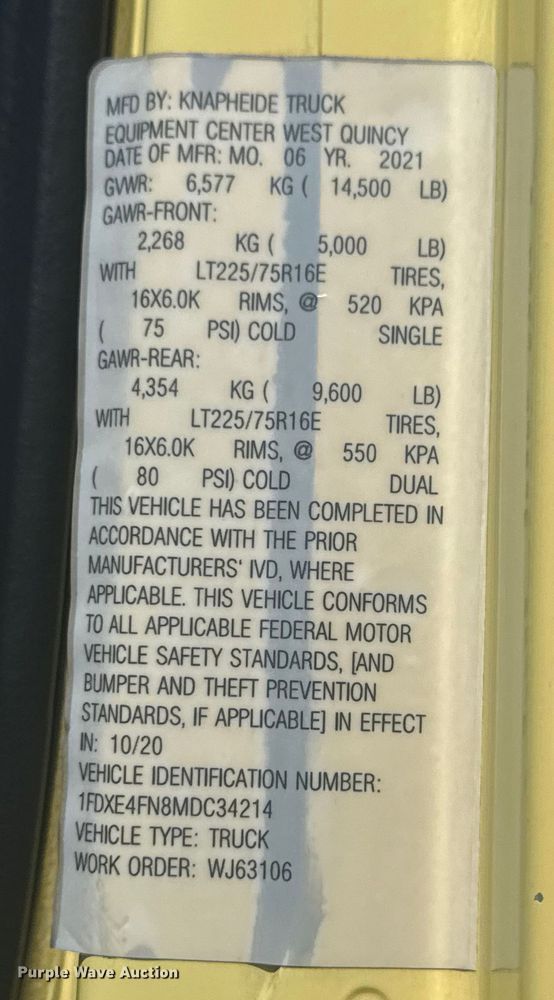 MFD BY: KNAPHEIDE TRUCK
EQUIPMENT CENTER WEST QUINCY
DATE OF MFR: MO. 06 YR. 2021
GVWR: 6,577 KG ( 14,500 LB)
GAWR-FRONT:
2,268 KG ( 5,000 LB)
WITH LT225/75R16E TIRES,
16X6.0K RIMS, @ 520 KPA
( 75 PSI) COLD SINGLE
GAWR-REAR:
4,354 KG ( 9,600 LB)
WITH LT225/75R16E TIRES,
16X6.0K RIMS, @ 550 KPA
( 80 PSI) COLD DUAL
THIS VEHICLE HAS BEEN COMPLETED IN
ACCORDANCE WITH THE PRIOR
MANUFACTURERS' IVD, WHERE
APPLICABLE. THIS VEHICLE CONFORMS
TO ALL APPLICABLE FEDERAL MOTOR
VEHICLE SAFETY STANDARDS, [AND
BUMPER AND THEFT PREVENTION
STANDARDS, IF APPLICABLE] IN EFFECT
IN: 10/20
VEHICLE IDENTIFICATION NUMBER:
1FDXE4FN8MDC34214
VEHICLE TYPE: TRUCK
WORK ORDER: WJ63106
Purple Wave Auction